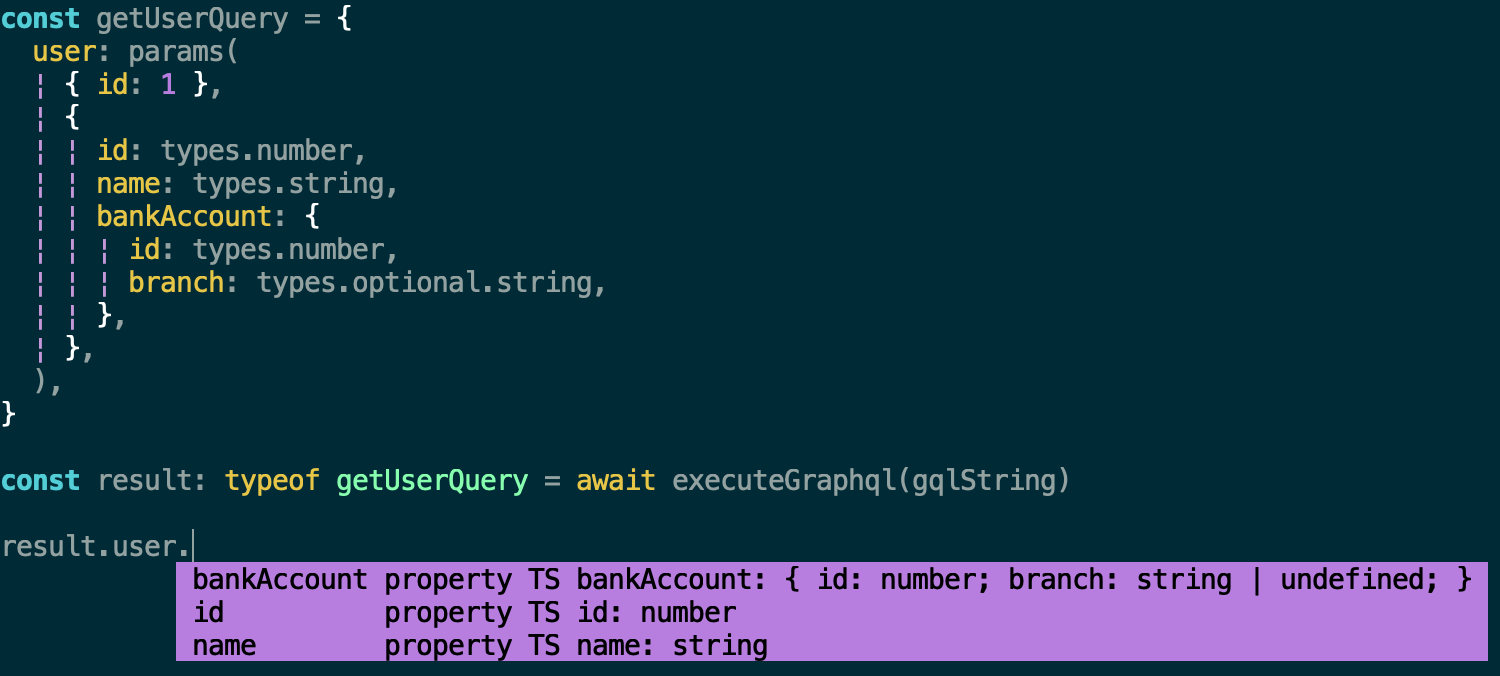 const getUserQuery = {
  user: params(
    { id: 1 },
    {
      id: types.number,
      name: types.string,
      bankAccount: {
        id: types.number,
        branch: types.optional.string,
      },
    },
  ),
}

const result: typeof getUserQuery = await executeGraphql(gqlString)

result.user.
bankAccount property TS bankAccount: { id: number; branch: string | undefined; }
id          property TS id: number
name        property TS name: string